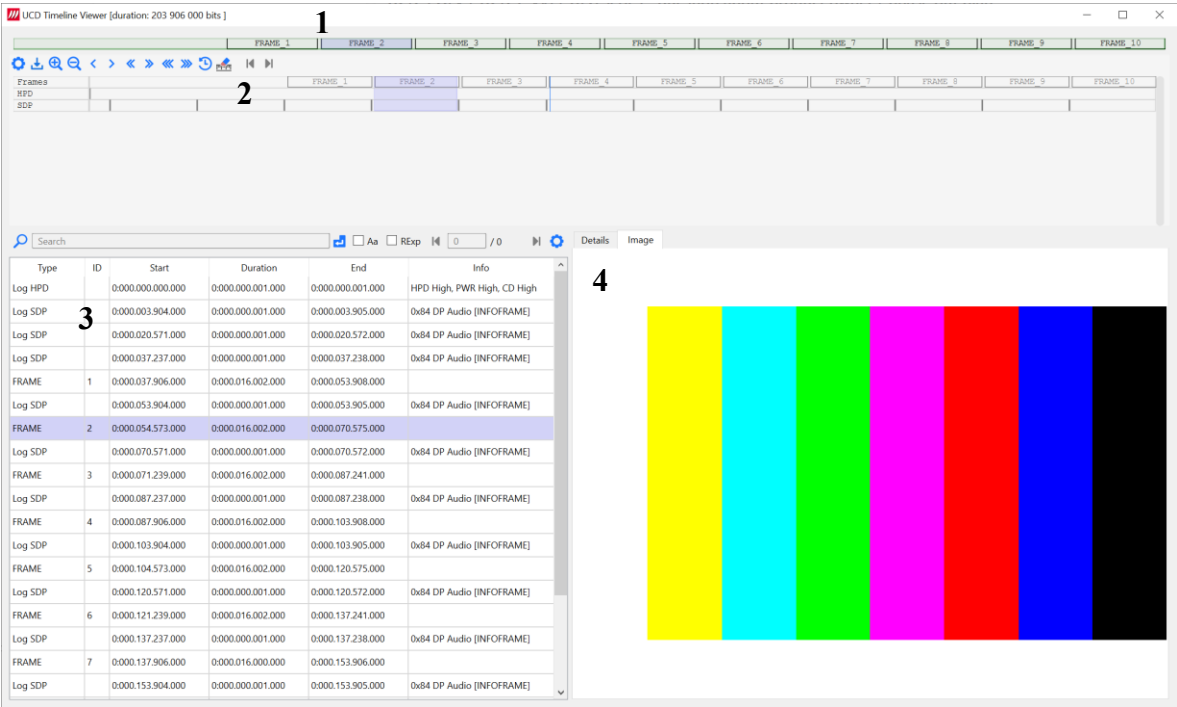 UCD Timeline Viewer [duration: 203 906 000 bits ]
1
FRAME_1 FRAME_2 FRAME_3 FRAME_4 FRAME_5 FRAME_6 FRAME_7 FRAME_8 FRAME_9 FRAME_10
Frames FRAME_1 FRAME_2 FRAME_3 FRAME_4 FRAME_5 FRAME_6 FRAME_7 FRAME_8 FRAME_9 FRAME_10
HPD
2
SDP
Search Aa RExp 0 / 0 Details Image
Type ID Start Duration End Info
Log HPD 0:000.000.000.000 0:000.000.001.000 0:000.000.001.000 HPD High, PWR High, CD High
4
Log SDP 0:000.003.904.000 0:000.000.001.000 0:000.003.905.000 0x84 DP Audio [INFOFRAME]
3
Log SDP 0:000.020.571.000 0:000.000.001.000 0:000.020.572.000 0x84 DP Audio [INFOFRAME]
Log SDP 0:000.037.237.000 0:000.000.001.000 0:000.037.238.000 0x84 DP Audio [INFOFRAME]
FRAME 1 0:000.037.906.000 0:000.016.002.000 0:000.053.908.000
Log SDP 0:000.053.904.000 0:000.000.001.000 0:000.053.905.000 0x84 DP Audio [INFOFRAME]
FRAME 2 0:000.054.573.000 0:000.016.002.000 0:000.070.575.000
Log SDP 0:000.070.571.000 0:000.000.001.000 0:000.070.572.000 0x84 DP Audio [INFOFRAME]
FRAME 3 0:000.071.239.000 0:000.016.002.000 0:000.087.241.000
Log SDP 0:000.087.237.000 0:000.000.001.000 0:000.087.238.000 0x84 DP Audio [INFOFRAME]
FRAME 4 0:000.087.906.000 0:000.016.002.000 0:000.103.908.000
Log SDP 0:000.103.904.000 0:000.000.001.000 0:000.103.905.000 0x84 DP Audio [INFOFRAME]
FRAME 5 0:000.104.573.000 0:000.016.002.000 0:000.120.575.000
Log SDP 0:000.120.571.000 0:000.000.001.000 0:000.120.572.000 0x84 DP Audio [INFOFRAME]
FRAME 6 0:000.121.239.000 0:000.016.002.000 0:000.137.241.000
Log SDP 0:000.137.237.000 0:000.000.001.000 0:000.137.238.000 0x84 DP Audio [INFOFRAME]
FRAME 7 0:000.137.906.000 0:000.016.000.000 0:000.153.906.000
Log SDP 0:000.153.904.000 0:000.000.001.000 0:000.153.905.000 0x84 DP Audio [INFOFRAME]